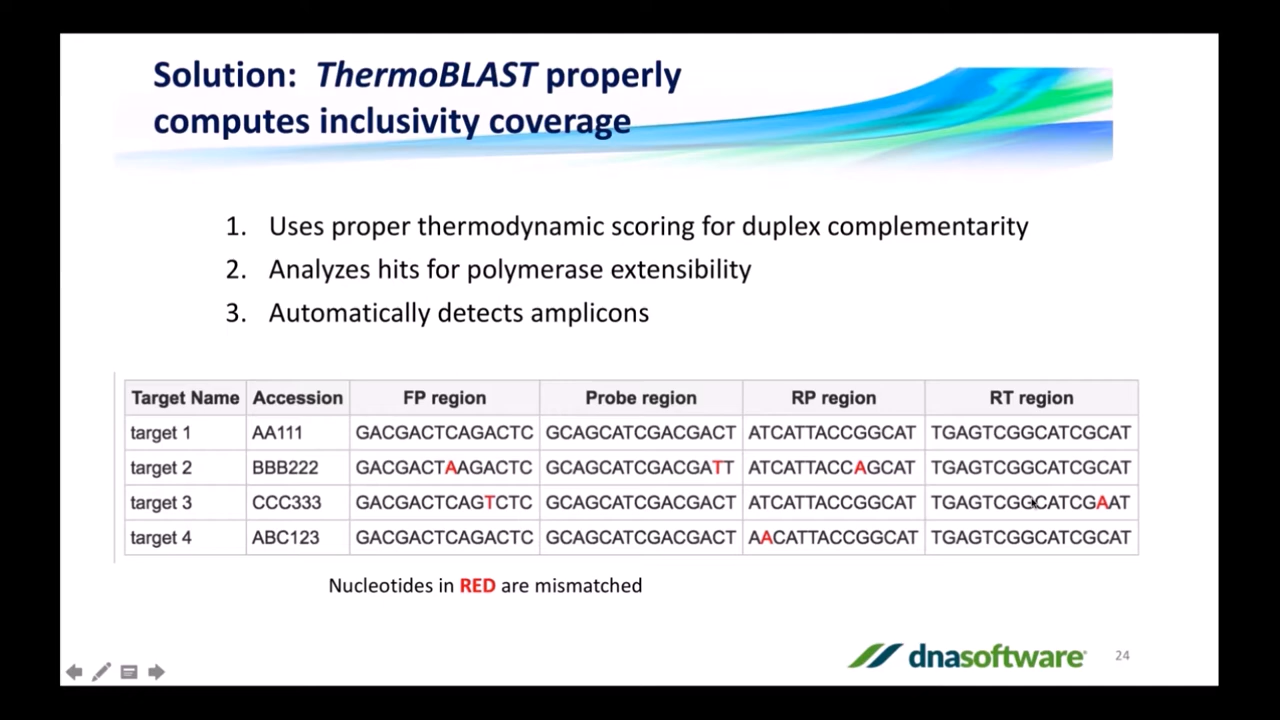 Solution: ThermoBLAST properly
computes inclusivity coverage
1. Uses proper thermodynamic scoring for duplex complementarity
2. Analyzes hits for polymerase extensibility
3. Automatically detects amplicons
Target Name Accession FP region Probe region RP region RT region
target 1 AA111 GACGACTCAGACTC GCAGCATCGACGACT ATCATTACCGGCAT TGAGTCGGCATCGCAT
target 2 BBB222 GACGACTAAGACTC GCAGCATCGACGATT ATCATTACCAGCAT TGAGTCGGCATCGCAT
target 3 CCC333 GACGACTCAGTCTC GCAGCATCGACGACT ATCATTACCGGCAT TGAGTCGGCATCGAAT
target 4 ABC123 GACGACTCAGACTC GCAGCATCGACGACT AACATTACCGGCAT TGAGTCGGCATCGCAT
Nucleotides in RED are mismatched
dnasoftware 24